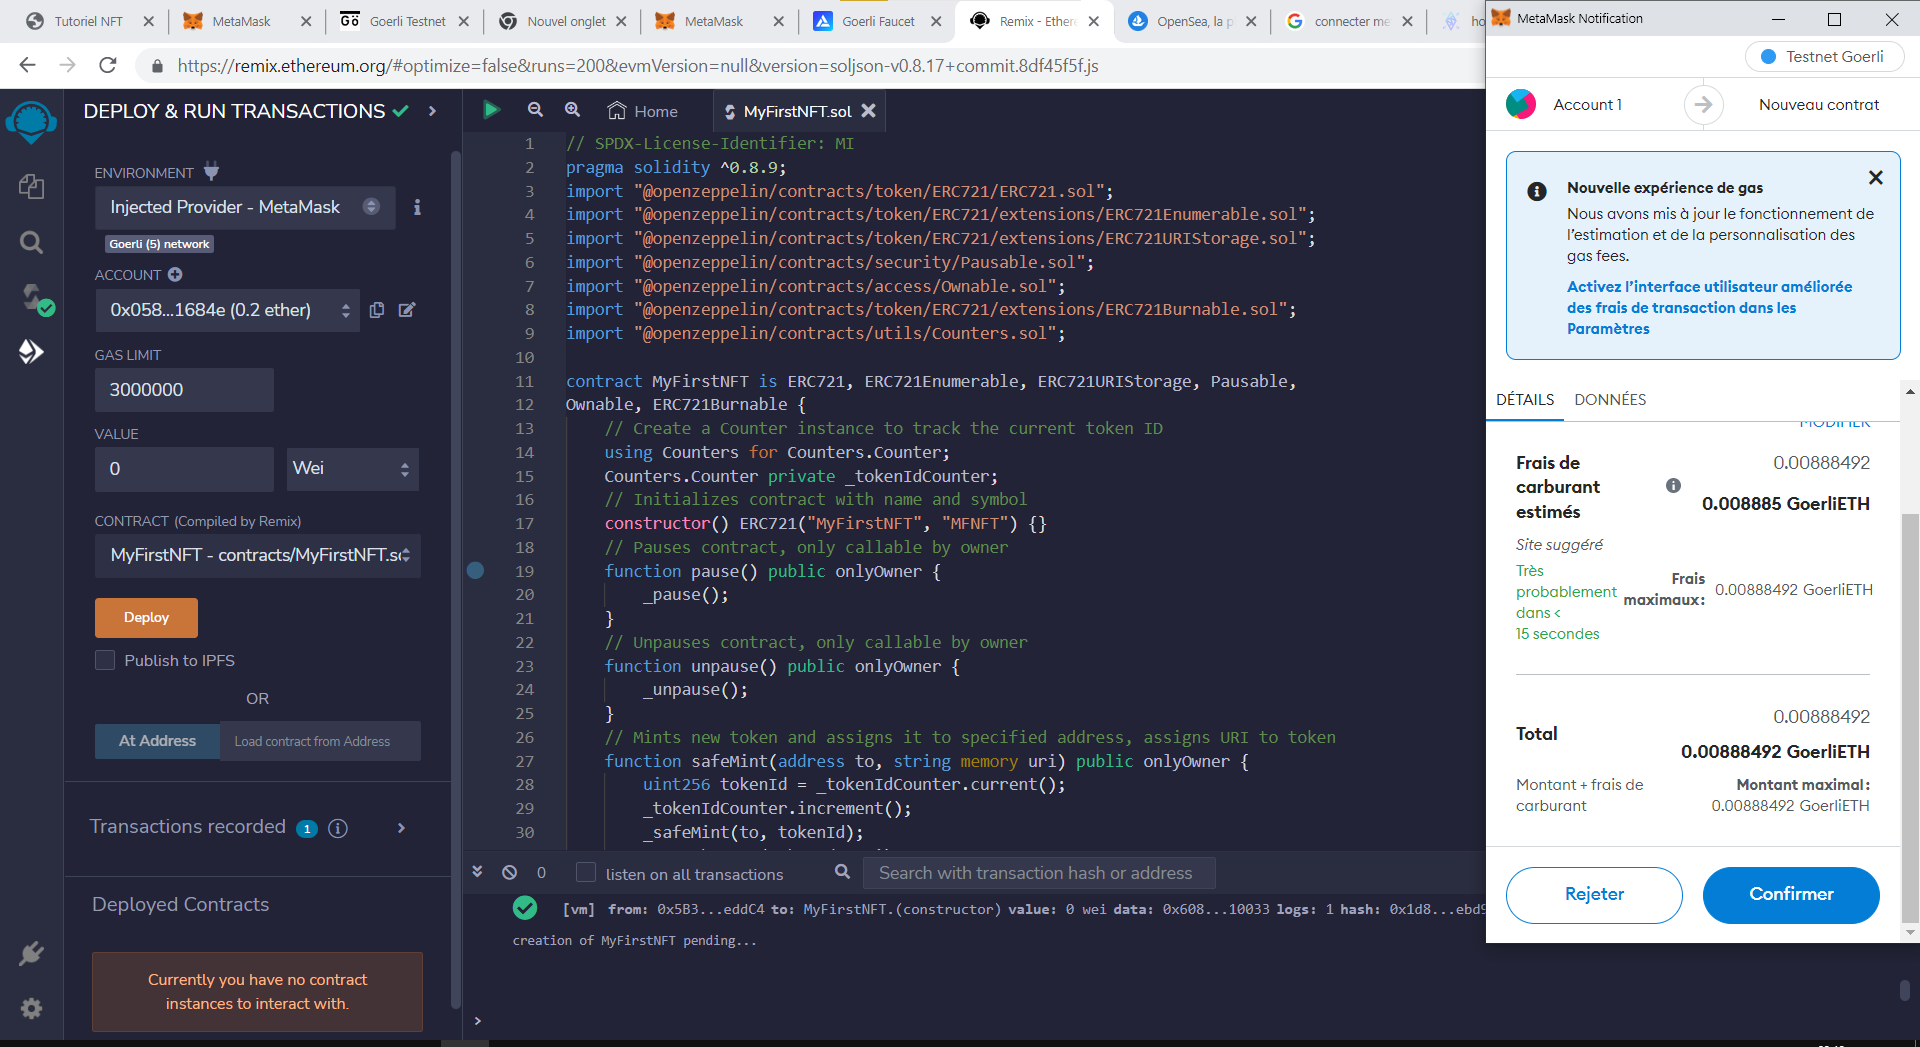 Tutoriel NFT
MetaMask
Goerli Testnet
Nouvel onglet
MetaMask
Goerli Faucet
Remix - Ether
OpenSea, la p
connecter me
ho
https://remix.ethereum.org/#optimize=false&runs=200&evmVersion=null&version=soljson-v0.8.17+commit.8df45f5f.js
DEPLOY & RUN TRANSACTIONS
ENVIRONMENT
Injected Provider - MetaMask
Goerli (5) network
ACCOUNT
0x058...1684e (0.2 ether)
GAS LIMIT
3000000
VALUE
0
Wei
CONTRACT (Compiled by Remix)
MyFirstNFT - contracts/MyFirstNFT.s
Deploy
Publish to IPFS
OR
At Address
Load contract from Address
Transactions recorded 1
Deployed Contracts
Currently you have no contract
instances to interact with.
Home
MyFirstNFT.sol
1 // SPDX-License-Identifier: MI
2 pragma solidity ^0.8.9;
3 import "@openzeppelin/contracts/token/ERC721/ERC721.sol";
4 import "@openzeppelin/contracts/token/ERC721/extensions/ERC721Enumerable.sol";
5 import "@openzeppelin/contracts/token/ERC721/extensions/ERC721URIStorage.sol";
6 import "@openzeppelin/contracts/security/Pausable.sol";
7 import "@openzeppelin/contracts/access/Ownable.sol";
8 import "@openzeppelin/contracts/token/ERC721/extensions/ERC721Burnable.sol";
9 import "@openzeppelin/contracts/utils/Counters.sol";
10
11 contract MyFirstNFT is ERC721, ERC721Enumerable, ERC721URIStorage, Pausable,
12 Ownable, ERC721Burnable {
13 // Create a Counter instance to track the current token ID
14 using Counters for Counters.Counter;
15 Counters.Counter private _tokenIdCounter;
16 // Initializes contract with name and symbol
17 constructor() ERC721("MyFirstNFT", "MFNFT") {}
18 // Pauses contract, only callable by owner
19 function pause() public onlyOwner {
20 _pause();
21 }
22 // Unpauses contract, only callable by owner
23 function unpause() public onlyOwner {
24 _unpause();
25 }
26 // Mints new token and assigns it to specified address, assigns URI to token
27 function safeMint(address to, string memory uri) public onlyOwner {
28 uint256 tokenId = _tokenIdCounter.current();
29 _tokenIdCounter.increment();
30 _safeMint(to, tokenId);
0
listen on all transactions
Search with transaction hash or address
[vm] from: 0x5B3...eddC4 to: MyFirstNFT.(constructor) value: 0 wei data: 0x608...10033 logs: 1 hash: 0x1d8...ebd9
creation of MyFirstNFT pending...
>
MetaMask Notification
Testnet Goerli
Account 1
Nouveau contrat
Nouvelle expérience de gas
Nous avons mis à jour le fonctionnement de
l'estimation et de la personnalisation des
gas fees.
Activez l'interface utilisateur améliorée
des frais de transaction dans les
Paramètres
DÉTAILS
DONNÉES
MODIFIER
Frais de
carburant
estimés
0.00888492
0.008885 GoerliETH
Site suggéré
Très
probablement
dans <
15 secondes
Frais
maximaux:
0.00888492 GoerliETH
0.00888492
Total
0.00888492 GoerliETH
Montant + frais de
carburant
Montant maximal:
0.00888492 GoerliETH
Rejeter
Confirmer